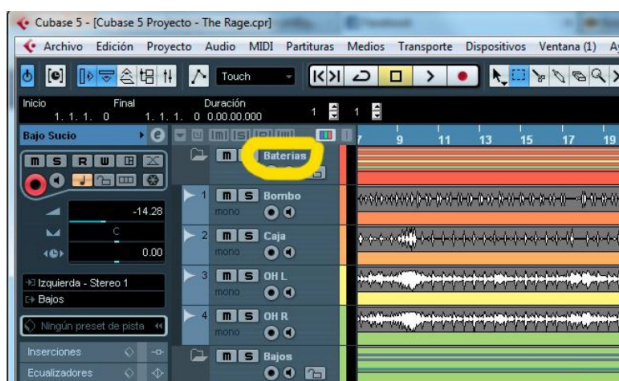 Cubase 5 - [Cubase 5 Proyecto - The Rage.cpr]
Archivo Edición Proyecto Audio MIDI Partituras Medios Transporte Dispositivos Ventana (1)
Touch
Inicio Final Duración
1. 1. 1. 0 1. 1. 1. 0 0.00.00.000 1 1
Bajo Sucio 7 9 11 13 15 17 19
m S R W
m Baterías
-14.28
C
0.00
1 m S Bombo
mono
2 m S Caja
mono
Izquierda - Stereo 1
Bajos
3 m S OH L
mono
Ningún preset de pista
4 m S OH R
mono
Inserciones
m S Bajos
Ecualizadores